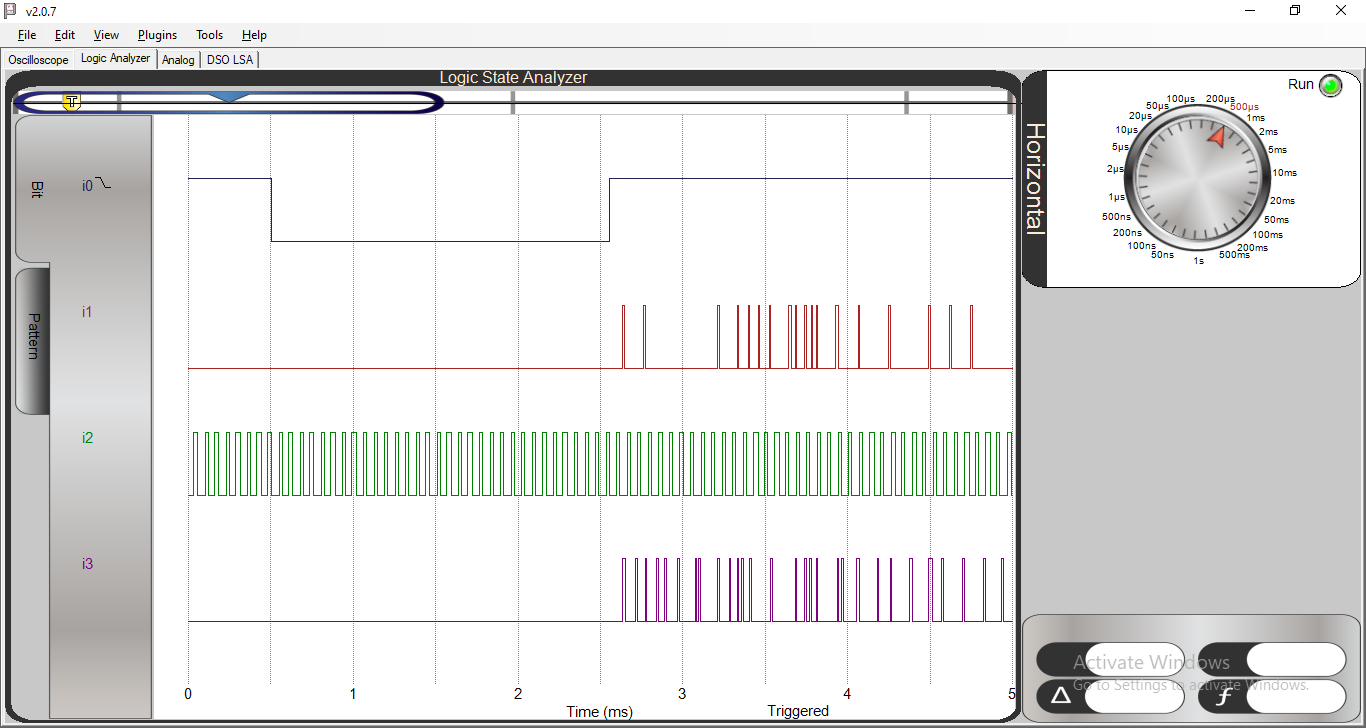 v2.0.7
File Edit View Plugins Tools Help
Oscilloscope Logic Analyzer Analog DSO LSA
Logic State Analyzer
T
Bit
Pattern
i0
i1
i2
i3
0 1 2 3 4 5
Time (ms) Triggered
Horizontal
Run
50ns
100ns
200ns
500ns
1µs
2µs
5µs
10µs
20µs
50µs
100µs
200µs
500µs
1ms
2ms
5ms
10ms
20ms
50ms
100ms
200ms
500ms
1s
Activate Windows
Go to Settings to activate Windows.
Δ f